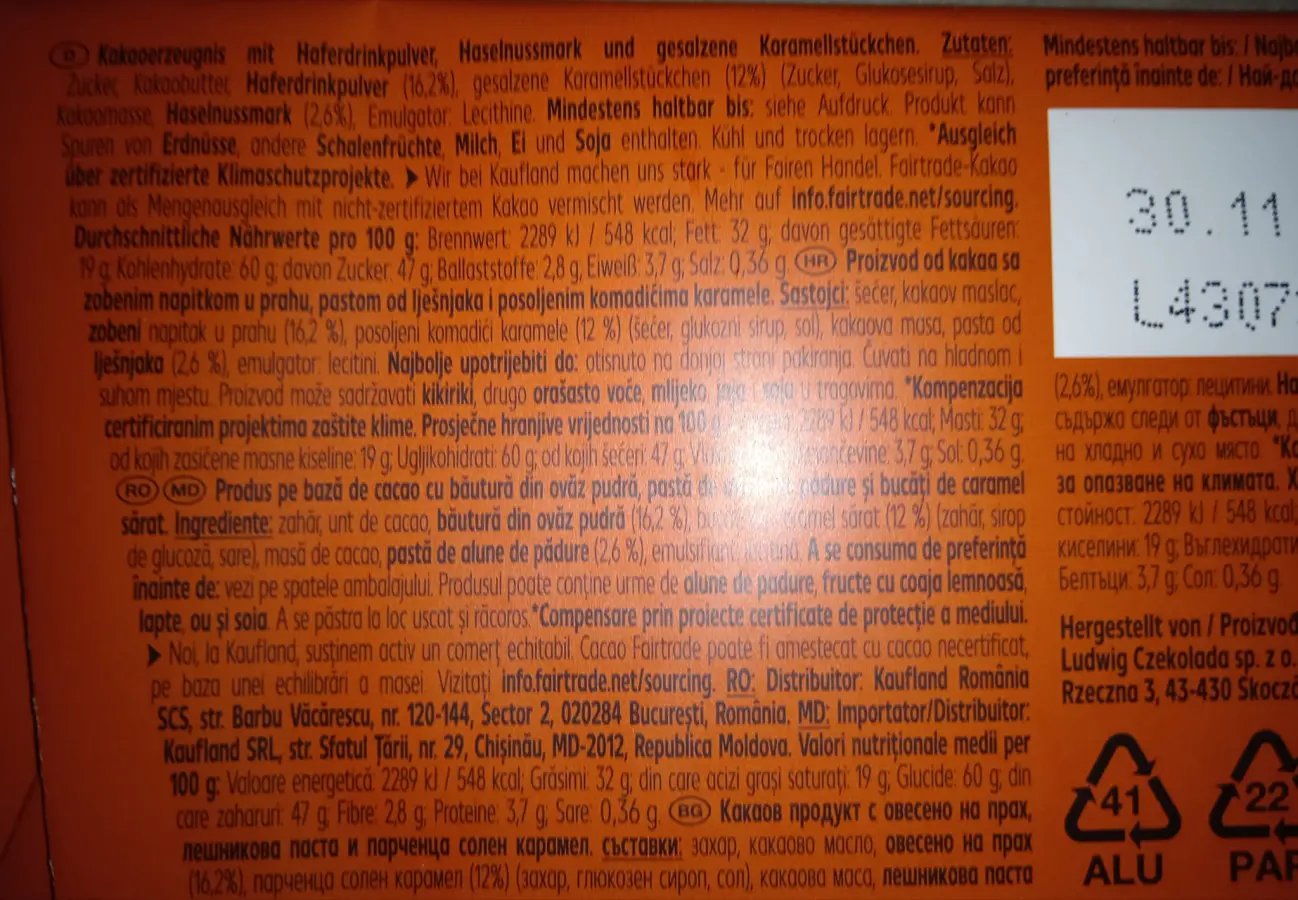 D Kakaoerzeugnis mit Haferdrinkpulver, Haselnussmark und gesalzene Karamellstückchen. Zutaten:
Zucker, Kakaobutter, Haferdrinkpulver (16,2%), gesalzene Karamellstückchen (12%) (Zucker, Glukosesirup, Salz),
Kakaomasse, Haselnussmark (2,6%), Emulgator: Lecithine. Mindestens haltbar bis: siehe Aufdruck. Produkt kann
Spuren von Erdnüsse, andere Schalenfrüchte, Milch, Ei und Soja enthalten. Kühl und trocken lagern. *Ausgleich
über zertifizierte Klimaschutzprojekte. Wir bei Kaufland machen uns stark - für Fairen Handel. Fairtrade-Kakao
kann als Mengenausgleich mit nicht-zertifiziertem Kakao vermischt werden. Mehr auf info.fairtrade.net/sourcing.
Durchschnittliche Nährwerte pro 100 g: Brennwert: 2289 kJ / 548 kcal; Fett: 32 g; davon gesättigte Fettsäuren:
19 g; Kohlenhydrate: 60 g; davon Zucker: 47 g; Ballaststoffe: 2,8 g, Eiweiß: 3,7 g; Salz: 0,36 g. HR Proizvod od kakaa sa
zobenim napitkom u prahu, pastom od lješnjaka i posoljenim komadićima karamele. Sastojci: šećer, kakaov maslac,
zobeni napitak u prahu (16,2 %), posoljeni komadići karamele (12 %) (šećer, glukozni sirup, sol), kakaova masa, pasta od
lješnjaka (2,6 %), emulgator: lecitini. Najbolje upotrijebiti do: otisnuto na donjoj strani pakiranja. Čuvati na hladnom i
suhom mjestu. Proizvod može sadržavati kikiriki, drugo orašasto voće, mlijeko jaja i soju u tragovima. *Kompenzacija
certificiranim projektima zaštite klime. Prosječne hranjive vrijednosti na 100 g 2289 kJ / 548 kcal; Masti: 32 g;
od kojih zasićene masne kiseline: 19 g; Ugljikohidrati: 60 g; od kojih šećeri: 47 g; 3,7 g; Sol: 0,36 g.
RO MD Produs pe bază de cacao cu băutură din ovăz pudră, pastă de pădure și bucăți de caramel
sărat. Ingrediente: zahăr, unt de cacao, băutură din ovăz pudră (16,2 %), caramel sărat (12 %) (zahăr, sirop
de glucoză, sare), masă de cacao, pastă de alune de pădure (2,6 %), A se consuma de preferință
înainte de: vezi pe spatele ambalajului. Produsul poate conține urme de alune de padure, fructe cu coaja lemnoasă,
lapte, ou și soia. A se păstra la loc uscat și răcoros.*Compensare prin proiecte certificate de protecție a mediului.
Noi, la Kaufland, susținem activ un comerț echitabil. Cacao Fairtrade poate fi amestecat cu cacao necertificat,
pe baza unei echilibrări a masei. Vizitați info.fairtrade.net/sourcing. RO: Distribuitor: Kaufland România
SCS, str. Barbu Văcărescu, nr. 120-144, Sector 2, 020284 București, România. MD: Importator/Distribuitor:
Kaufland SRL, str. Sfatul Țării, nr. 29, Chișinău, MD-2012, Republica Moldova. Valori nutriționale medii per
100 g: Valoare energetică: 2289 kJ / 548 kcal; Grăsimi: 32 g; din care acizi grași saturați: 19 g; Glucide: 60 g; din
care zaharuri: 47 g; Fibre: 2,8 g; Proteine: 3,7 g; Sare: 0,36 g. BG Какаов продукт с овесено на прах,
лешникова паста и парченца солен карамел. съставки: захар, какаово масло, овесено на прах
(16,2%), парченца солен карамел (12%) (захар, глюкозен сироп, сол), какаова маса, лешникова паста
Mindestens haltbar bis: / Najbo
preferință înainte de: / Най-до
30.11
L4307
(2,6%), емулгатор: лецитини. На
съдържа следи от фъстъци, д
на хладно и сухо място. *Ко
за опазване на климата. Х
стойност: 2289 kJ / 548 kcal;
киселини: 19 g; Въглехидрати
Белтъци: 3,7 g; Сол: 0,36 g.
Hergestellt von / Proizvod
Ludwig Czekolada sp. z o.
Rzeczna 3, 43-430 Skoczó
41
ALU
22
PAP